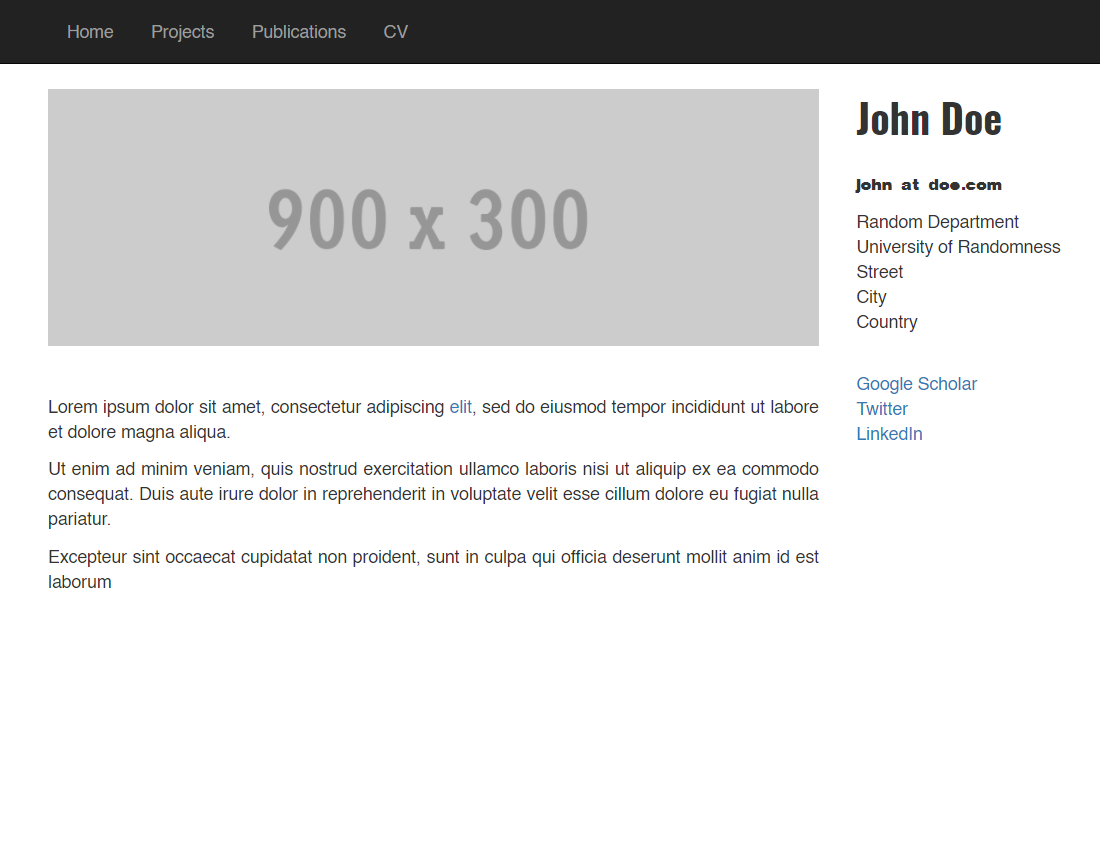 Home Projects Publications CV
900 x 300
Lorem ipsum dolor sit amet, consectetur adipiscing elit, sed do eiusmod tempor incididunt ut labore
et dolore magna aliqua.
Ut enim ad minim veniam, quis nostrud exercitation ullamco laboris nisi ut aliquip ex ea commodo
consequat. Duis aute irure dolor in reprehenderit in voluptate velit esse cillum dolore eu fugiat nulla
pariatur.
Excepteur sint occaecat cupidatat non proident, sunt in culpa qui officia deserunt mollit anim id est
laborum
John Doe
john at doe.com
Random Department
University of Randomness
Street
City
Country
Google Scholar
Twitter
LinkedIn